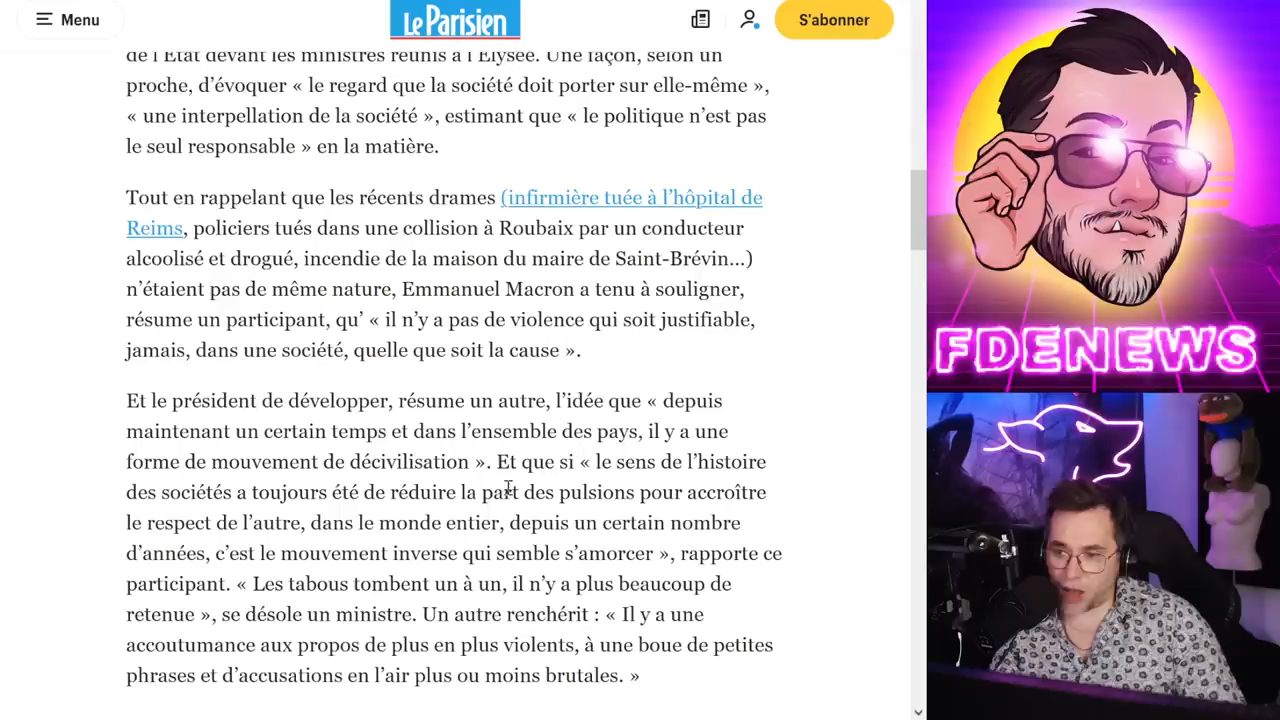 Menu
Le Parisien
S'abonner
de l'État devant les ministres réunis à l'Elysée. Une façon, selon un
proche, d'évoquer « le regard que la société doit porter sur elle-même »,
« une interpellation de la société », estimant que « le politique n'est pas
le seul responsable » en la matière.
Tout en rappelant que les récents drames (infirmière tuée à l'hôpital de
Reims, policiers tués dans une collision à Roubaix par un conducteur
alcoolisé et drogué, incendie de la maison du maire de Saint-Brévin...)
n'étaient pas de même nature, Emmanuel Macron a tenu à souligner,
résume un participant, qu' « il n'y a pas de violence qui soit justifiable,
jamais, dans une société, quelle que soit la cause ».
Et le président de développer, résume un autre, l'idée que « depuis
maintenant un certain temps et dans l'ensemble des pays, il y a une
forme de mouvement de décivilisation ». Et que si « le sens de l'histoire
des sociétés a toujours été de réduire la part des pulsions pour accroître
le respect de l'autre, dans le monde entier, depuis un certain nombre
d'années, c'est le mouvement inverse qui semble s'amorcer », rapporte ce
participant. « Les tabous tombent un à un, il n'y a plus beaucoup de
retenue », se désole un ministre. Un autre renchérit : « Il y a une
accoutumance aux propos de plus en plus violents, à une boue de petites
phrases et d'accusations en l'air plus ou moins brutales. »
FDENEWS